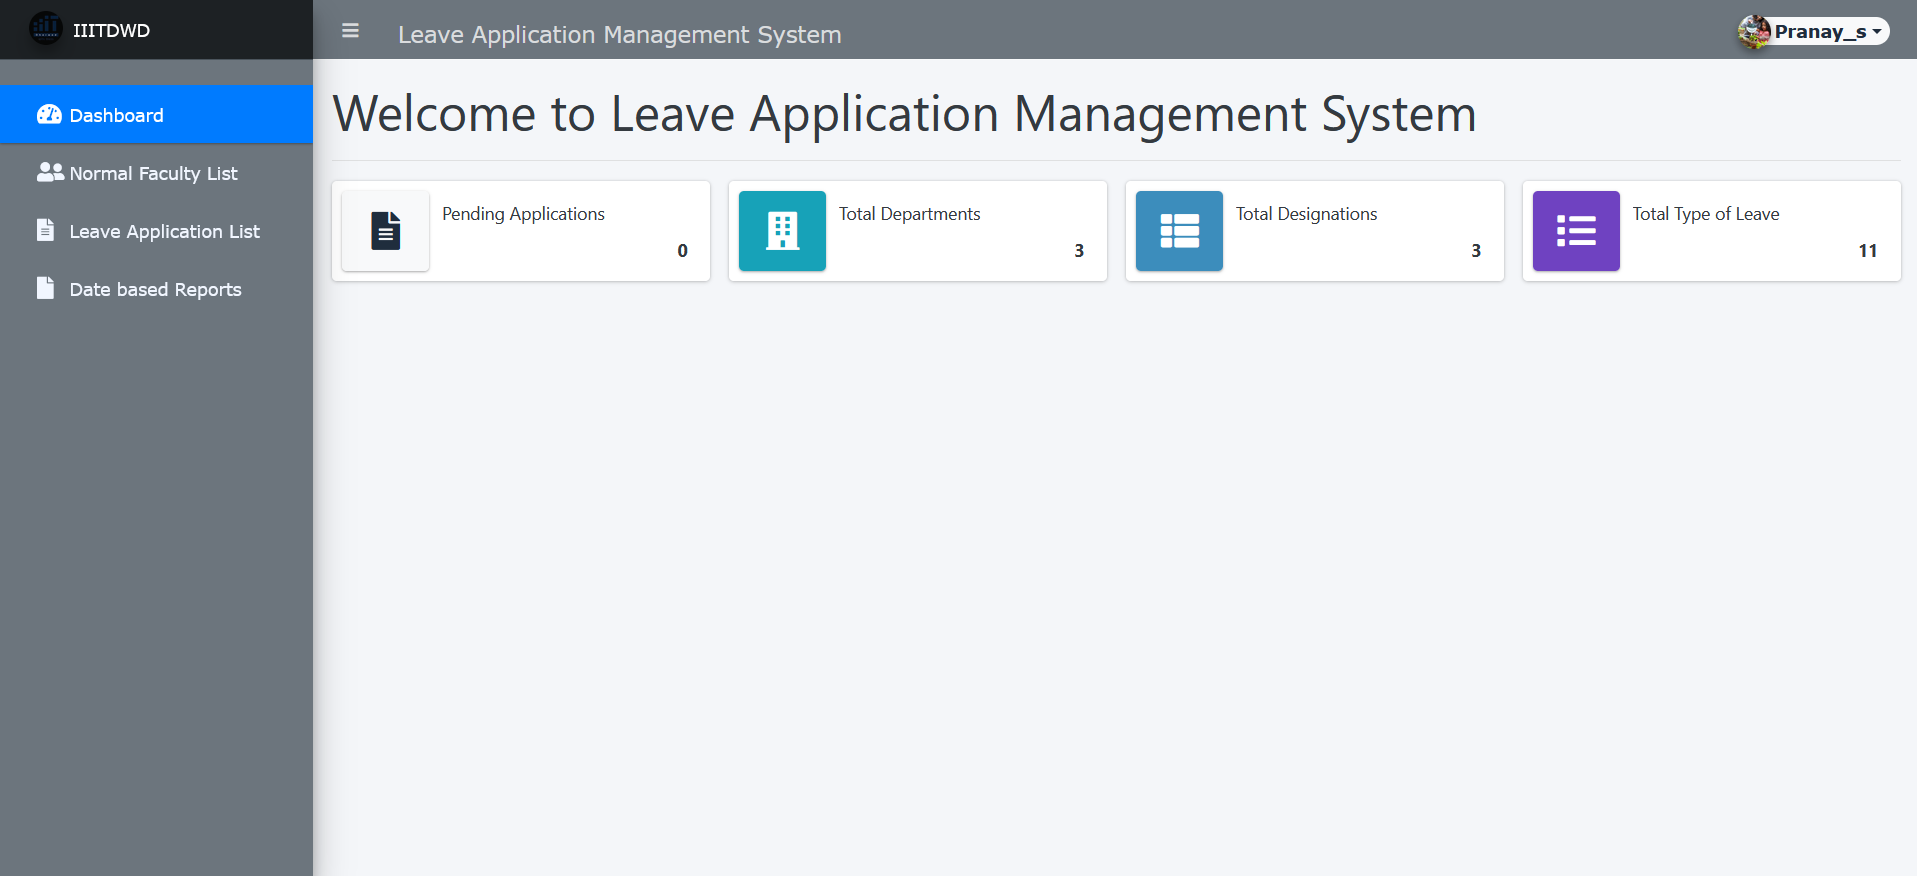 IIITDWD
Leave Application Management System
Pranay_s
Dashboard
Normal Faculty List
Leave Application List
Date based Reports
Welcome to Leave Application Management System
Pending Applications
0
Total Departments
3
Total Designations
3
Total Type of Leave
11